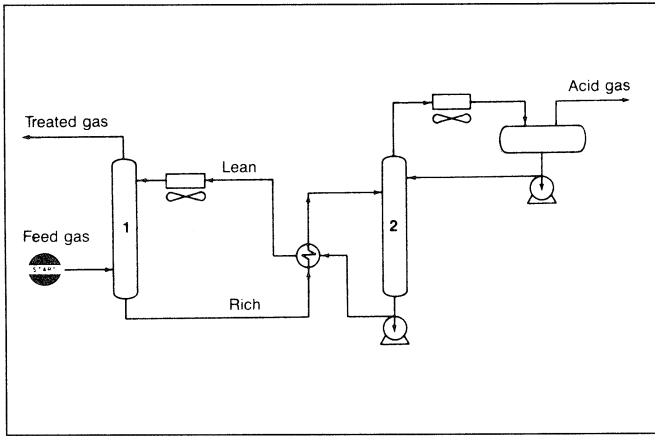 Acid gas
Treated gas
Lean
1
2
Feed gas
START
Rich